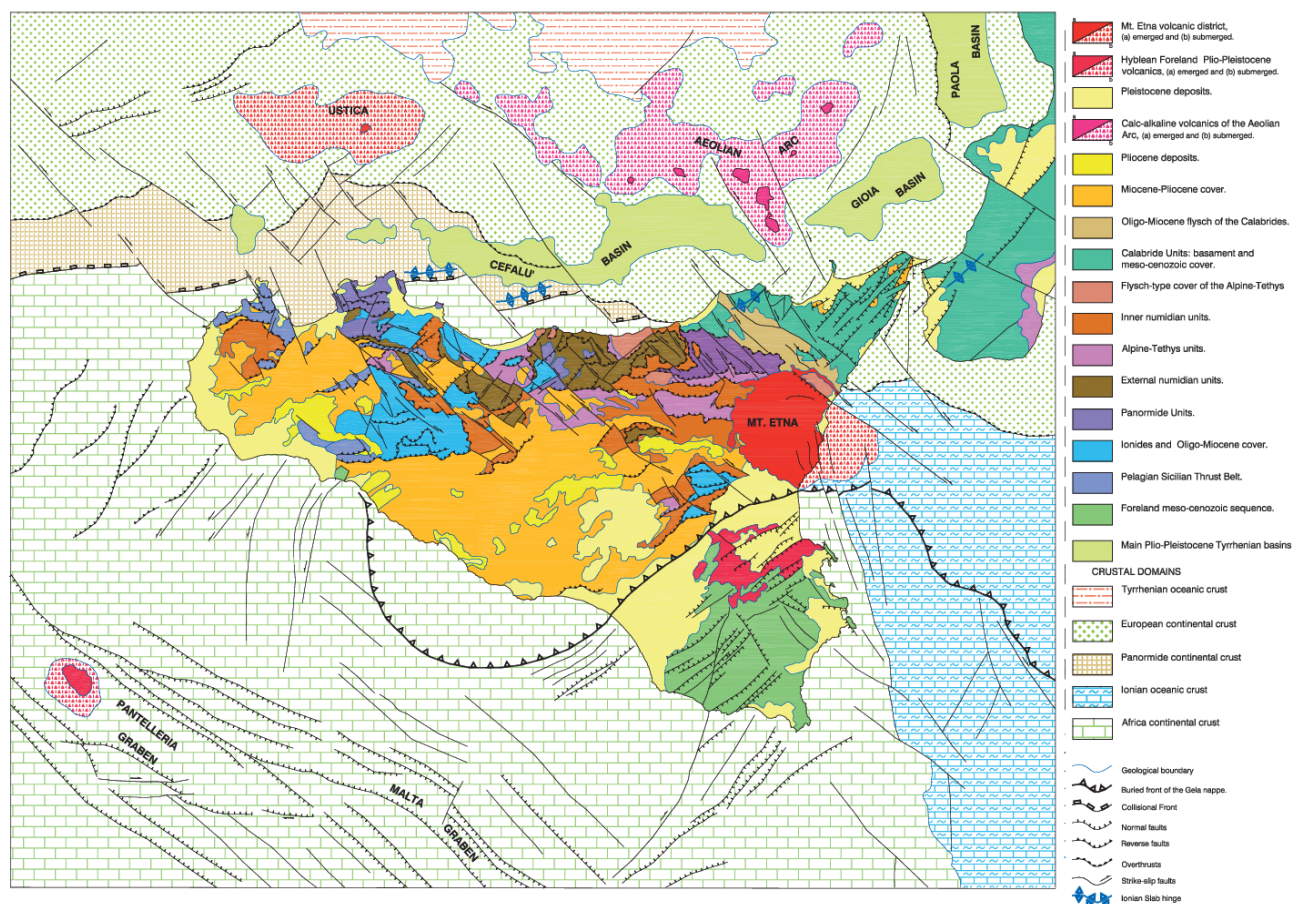 USTICA
AEOLIAN
ARC
PAOLA
BASIN
GIOIA
BASIN
CEFALU'
BASIN
MT. ETNA
PANTELLERIA
GRABEN
MALTA
GRABEN
Mt. Etna volcanic district,
(a) emerged and (b) submerged.
Hyblean Foreland Plio-Pleistocene
volcanics, (a) emerged and (b) submerged.
Pleistocene deposits.
Calc-alkaline volcanics of the Aeolian
Arc, (a) emerged and (b) submerged.
Pliocene deposits.
Miocene-Pliocene cover.
Oligo-Miocene flysch of the Calabrides.
Calabride Units: basament and
meso-cenozoic cover.
Flysch-type cover of the Alpine-Tethys
Inner numidian units.
Alpine-Tethys units.
External numidian units.
Panormide Units.
Ionides and Oligo-Miocene cover.
Pelagian Sicilian Thrust Belt.
Foreland meso-cenozoic sequence.
Main Plio-Pleistocene Tyrrhenian basins
CRUSTAL DOMAINS
Tyrrhenian oceanic crust
European continental crust
Panormide continental crust
Ionian oceanic crust
Africa continental crust
Geological boundary
Buried front of the Gela nappe.
Collisional Front
Normal faults
Reverse faults
Overthrusts
Strike-slip faults
Ionian Slab hinge